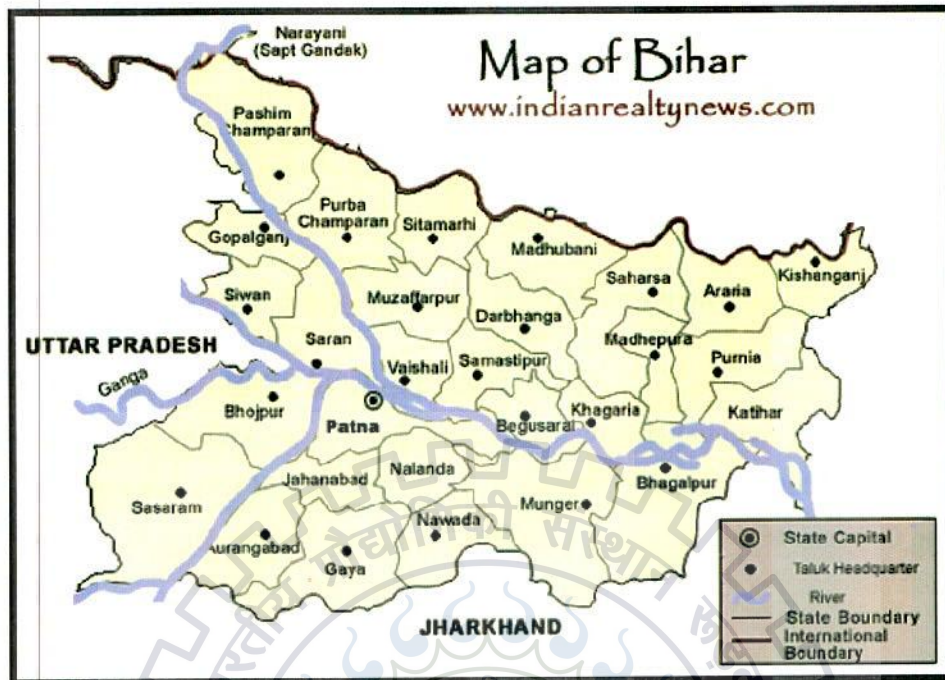 Narayani
(Sapt Gandak)
Map of Bihar
www.indianrealtynews.com
Pashim
Champaran
Purba
Champaran
Sitamarhi
Gopalganj
Madhubani
Kishanganj
Saharsa
Araria
Siwan
Muzaffarpur
Darbhanga
Saran
Madhepura
UTTAR PRADESH
Vaishali
Samastipur
Purnia
Ganga
Bhojpur
Patna
Begusarai
Khagaria
Katihar
Jahanabad
Nalanda
Bhagalpur
Sasaram
Munger
Nawada
Aurangabad
Gaya
JHARKHAND
State Capital
Taluk Headquarter
River
State Boundary
International
Boundary
प्रौद्योगिकी संस्थान